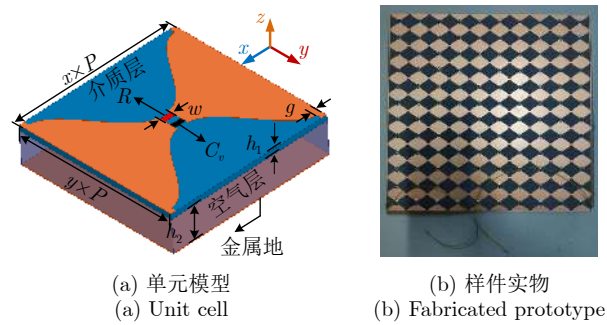 z
x
y
x×P
介质层
R
w
g
C_v
h_1
y×P
空气层
h_2
金属地
(a) 单元模型
(a) Unit cell
(b) 样件实物
(b) Fabricated prototype